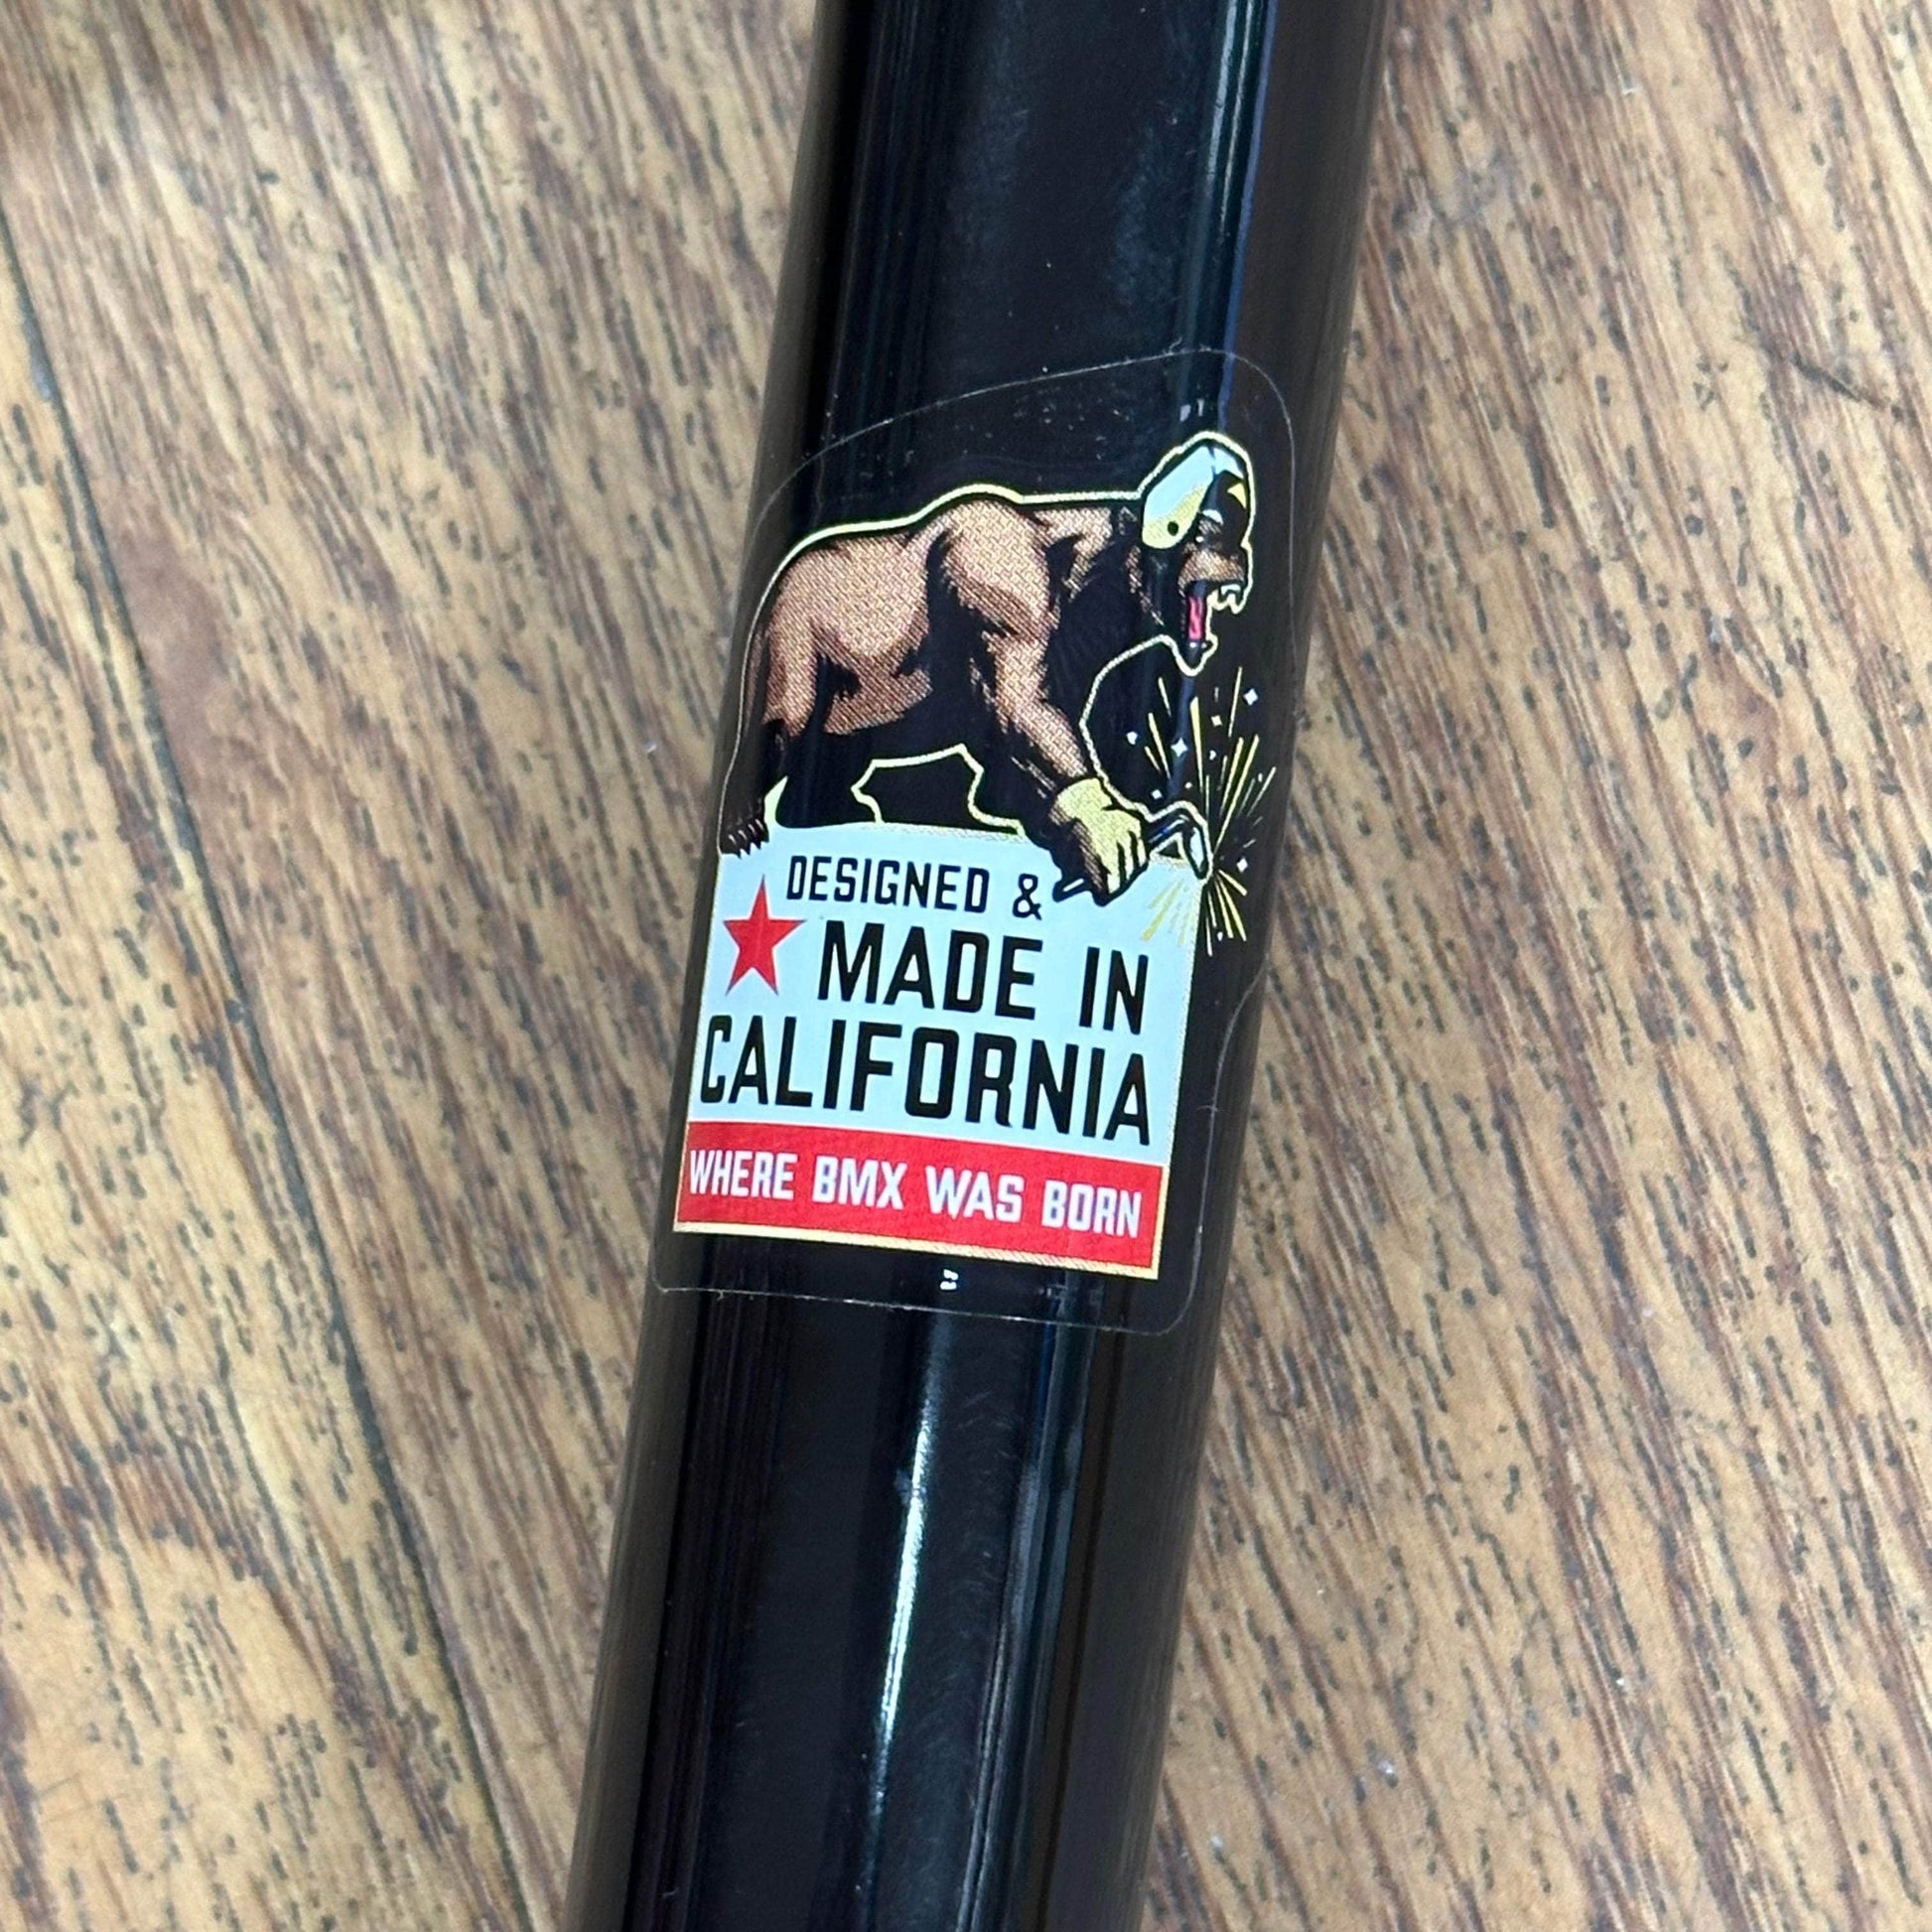 DESIGNED &
MADE IN
CALIFORNIA
WHERE BMX WAS BORN